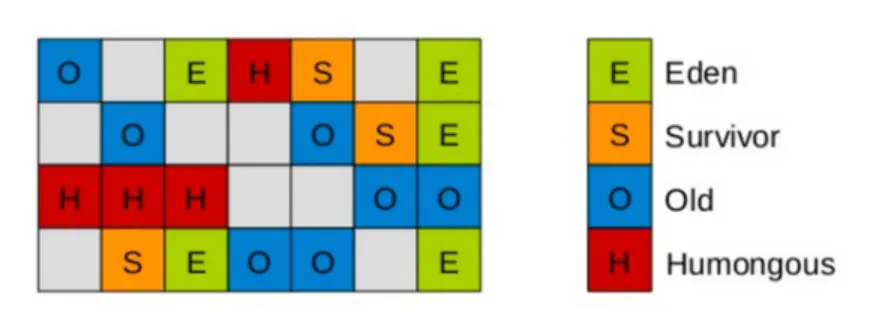 O E H S E E Eden
O O S E S Survivor
H H H O O O Old
S E O O E H Humongous